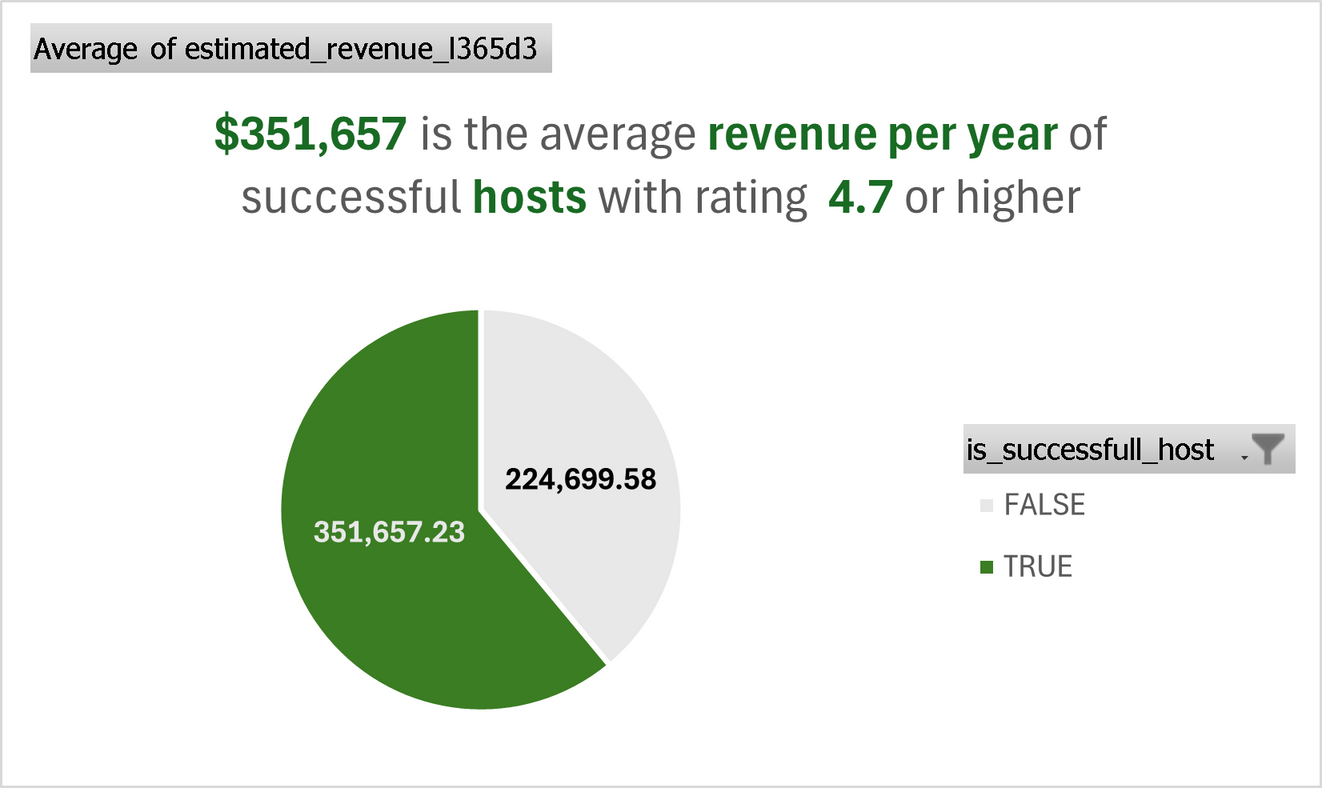 Average of estimated_revenue_l365d3
$351,657 is the average revenue per year of
successful hosts with rating 4.7 or higher
224,699.58
351,657.23
is_successfull_host
FALSE
TRUE